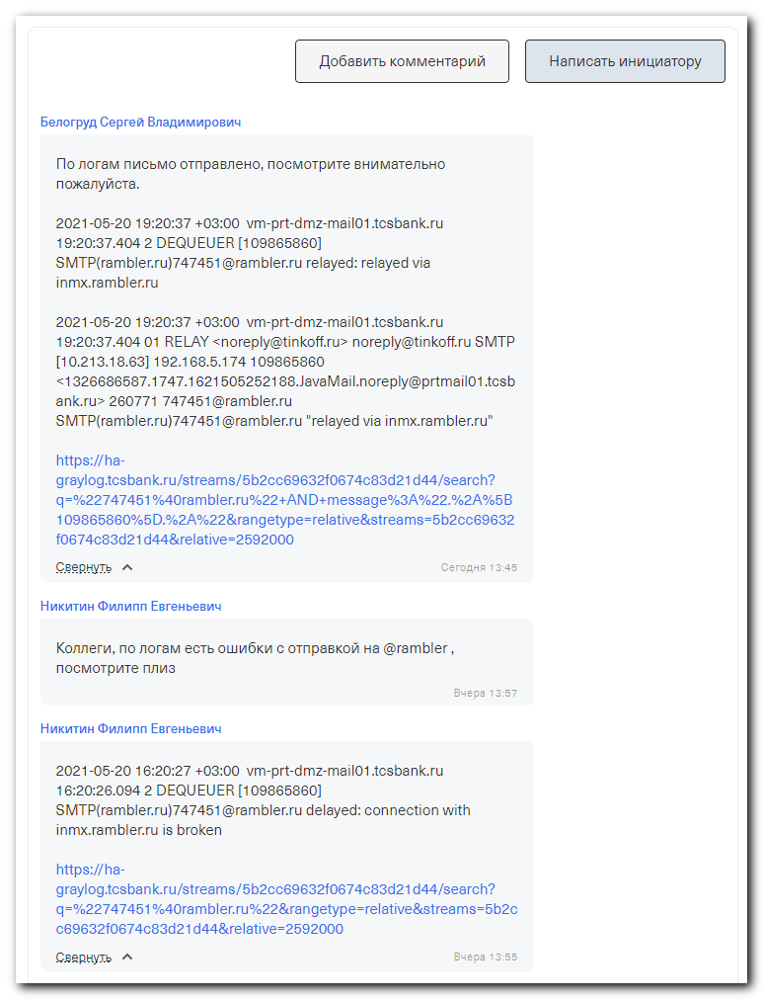 Добавить комментарий
Написать инициатору
Белогруд Сергей Владимирович
По логам письмо отправлено, посмотрите внимательно
пожалуйста.
2021-05-20 19:20:37 +03:00  vm-prt-dmz-mail01.tcsbank.ru
19:20:37.404 2 DEQUEUER [109865860]
SMTP(rambler.ru)747451@rambler.ru relayed: relayed via
inmx.rambler.ru
2021-05-20 19:20:37 +03:00  vm-prt-dmz-mail01.tcsbank.ru
19:20:37.404 01 RELAY <noreply@tinkoff.ru> noreply@tinkoff.ru SMTP
[10.213.18.63] 192.168.5.174 109865860
<1326686587.1747.1621505252188.JavaMail.noreply@prtmail01.tcsb
ank.ru> 260771 747451@rambler.ru
SMTP(rambler.ru)747451@rambler.ru "relayed via inmx.rambler.ru"
https://ha-
graylog.tcsbank.ru/streams/5b2cc69632f0674c83d21d44/search?
q=%22747451%40rambler.ru%22+AND+message%3A%22.%2A%5B
109865860%5D.%2A%22&rangetype=relative&streams=5b2cc69632
f0674c83d21d44&relative=2592000
Свернуть
Сегодня 13:45
Никитин Филипп Евгеньевич
Коллеги, по логам есть ошибки с отправкой на @rambler ,
посмотрите плиз
Вчера 13:57
Никитин Филипп Евгеньевич
2021-05-20 16:20:27 +03:00  vm-prt-dmz-mail01.tcsbank.ru
16:20:26.094 2 DEQUEUER [109865860]
SMTP(rambler.ru)747451@rambler.ru delayed: connection with
inmx.rambler.ru is broken
https://ha-
graylog.tcsbank.ru/streams/5b2cc69632f0674c83d21d44/search?
q=%22747451%40rambler.ru%22&rangetype=relative&streams=5b2c
c69632f0674c83d21d44&relative=2592000
Свернуть
Вчера 13:55